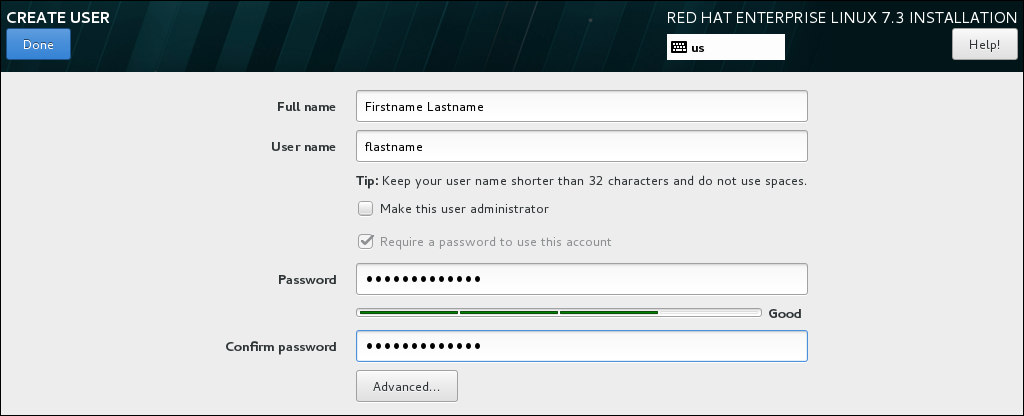 CREATE USER
RED HAT ENTERPRISE LINUX 7.3 INSTALLATION
Done
us
Help!
Full name
Firstname Lastname
User name
flastname
Tip: Keep your user name shorter than 32 characters and do not use spaces.
Make this user administrator
Require a password to use this account
Password
●●●●●●●●●●●●●
Good
Confirm password
●●●●●●●●●●●●●
Advanced...